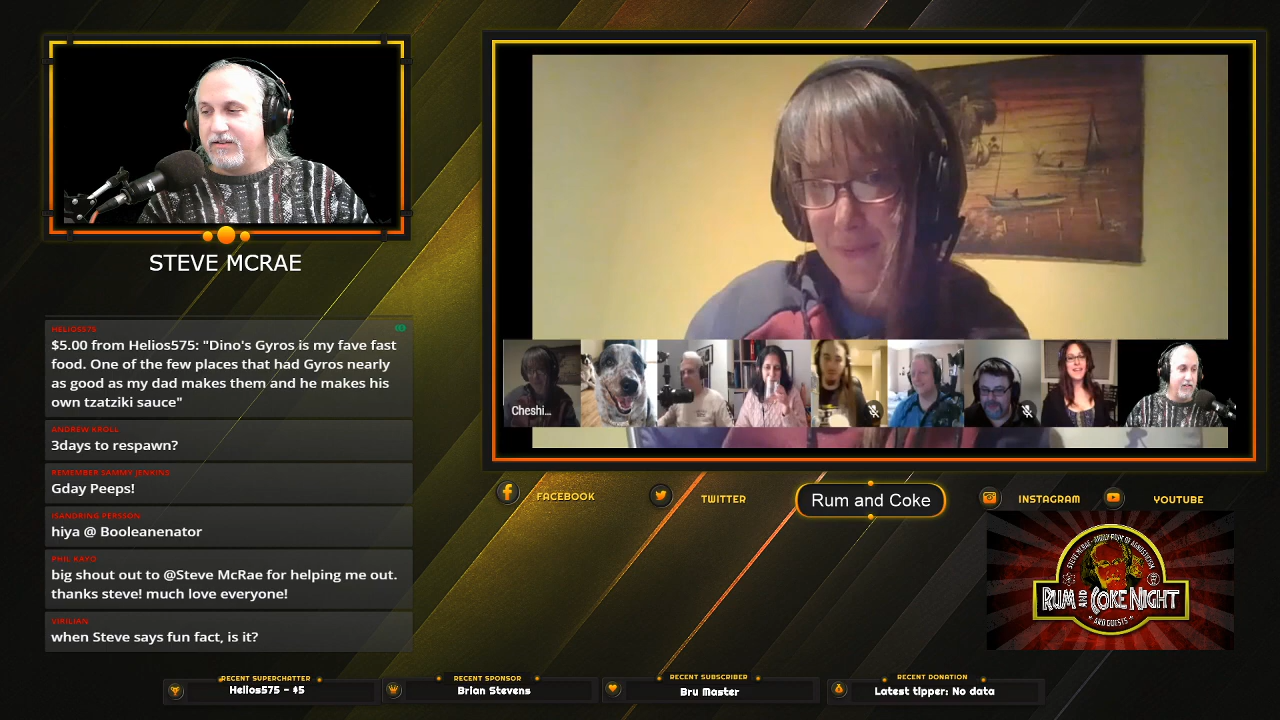 STEVE MCRAE
HELIOS575
$5.00 from Helios575: "Dino's Gyros is my fave fast
food. One of the few places that had Gyros nearly
as good as my dad makes them and he makes his
own tzatziki sauce"
ANDREW KROLL
3days to respawn?
REMEMBER SAMMY JENKINS
Gday Peeps!
ISANDRING PERSSON
hiya @ Booleanenator
PHIL KAYO
big shout out to @Steve McRae for helping me out.
thanks steve! much love everyone!
VIRILIAN
when Steve says fun fact, is it?
Cheshi...
FACEBOOK
TWITTER
Rum and Coke
INSTAGRAM
YOUTUBE
RUM AND COKE NIGHT
RECENT SUPERCHATTER
Helios575 - $5
RECENT SPONSOR
Brian Stevens
RECENT SUBSCRIBER
Bru Master
RECENT DONATION
Latest tipper: No data